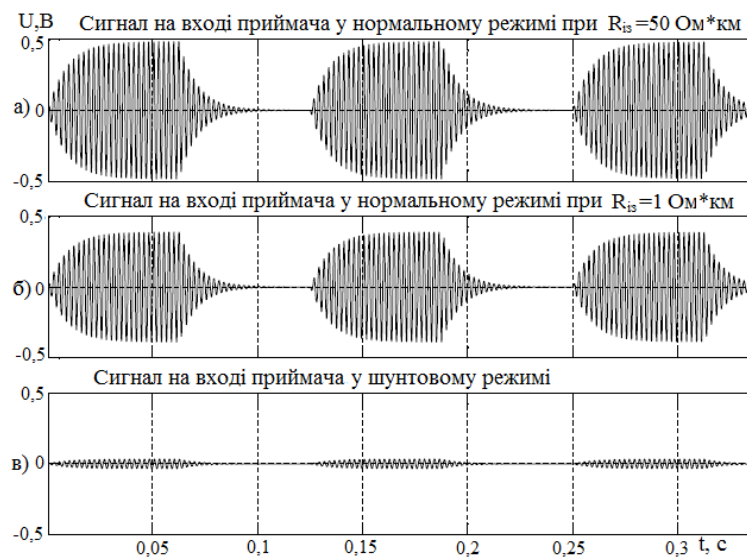 U,В Сигнал на вході приймача у нормальному режимі при Rіз=50 Ом*км
0,5
а) 0
-0,5
Сигнал на вході приймача у нормальному режимі при Rіз=1 Ом*км
0,5
б) 0
-0,5
Сигнал на вході приймача у шунтовому режимі
0,5
в) 0
-0,5
0,05 0,1 0,15 0,2 0,25 0,3 t, с